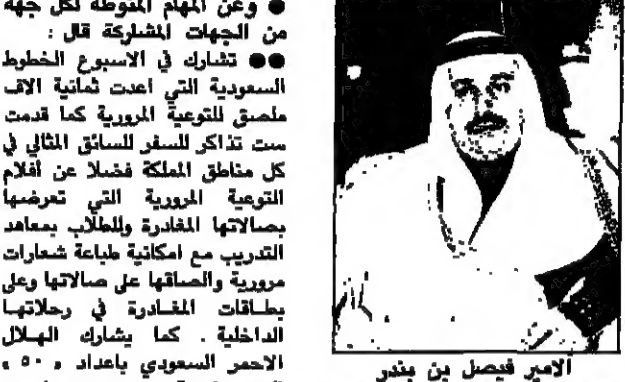 ● وعن المهام المنوطة لكل جهة
من الجهات المشاركة قال :
●● تشارك في الاسبوع الخطوط
السعودية التي اعدت ثمانية الاف
ملصق للتوعية المرورية كما قدمت
ست تذاكر للسفر للسائق المثالي في
كل مناطق المملكة فضلا عن أفلام
التوعية المرورية التي تعرضها
بصالاتها المغادرة وللطلاب بمعاهد
التدريب مع امكانية طباعة شعارات
مرورية والصاقها على صالاتها وعلى
بطاقات المغادرة في رحلاتها
الداخلية . كما يشارك الهلال
الاحمر السعودي باعداد « ٥٠ »
الامير فيصل بن بندر